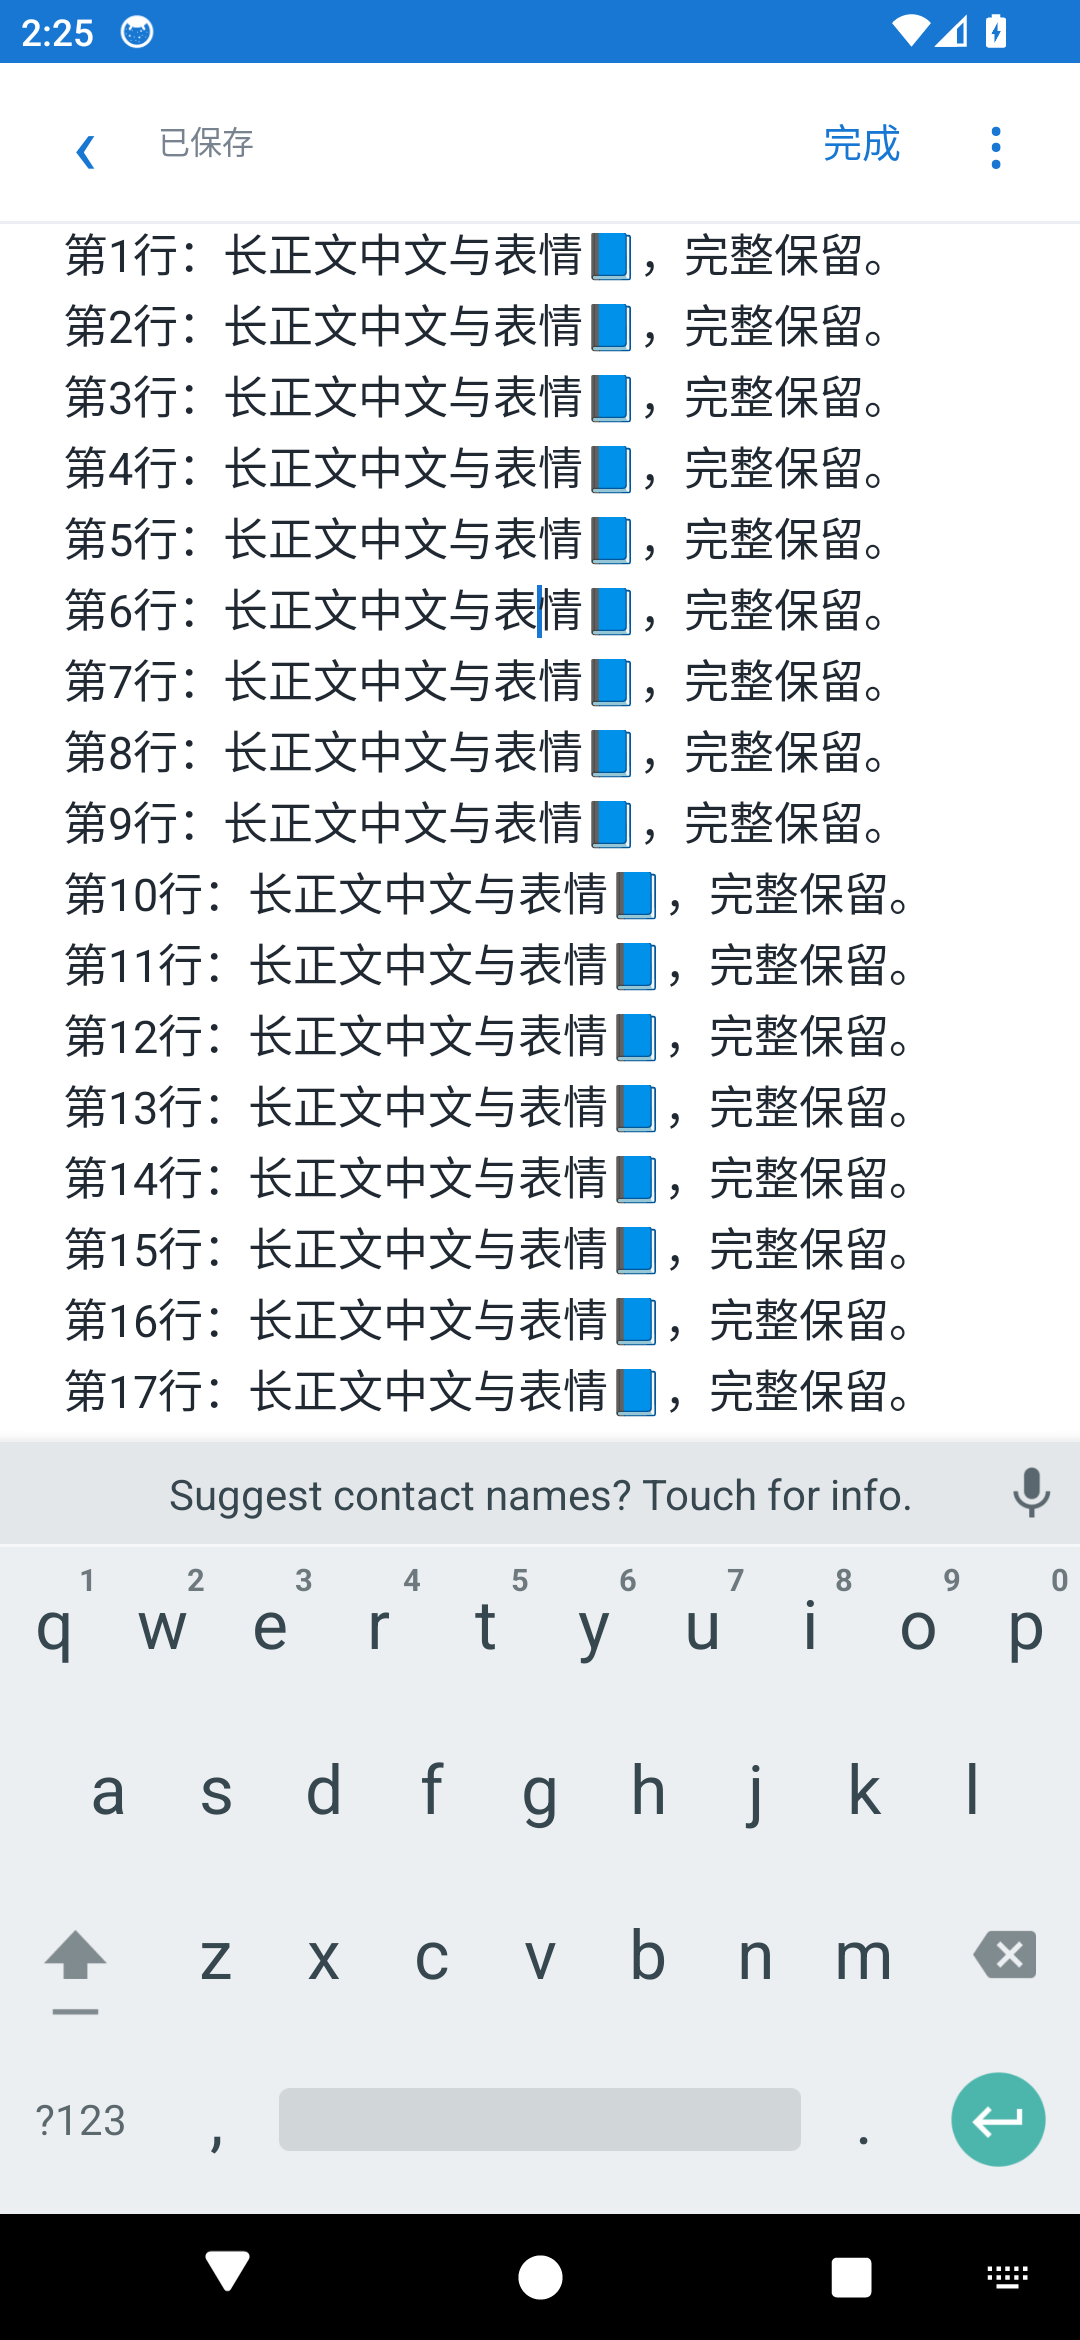 2:25
已保存
完成
第1行：长正文中文与表情📘，完整保留。
第2行：长正文中文与表情📘，完整保留。
第3行：长正文中文与表情📘，完整保留。
第4行：长正文中文与表情📘，完整保留。
第5行：长正文中文与表情📘，完整保留。
第6行：长正文中文与表情📘，完整保留。
第7行：长正文中文与表情📘，完整保留。
第8行：长正文中文与表情📘，完整保留。
第9行：长正文中文与表情📘，完整保留。
第10行：长正文中文与表情📘，完整保留。
第11行：长正文中文与表情📘，完整保留。
第12行：长正文中文与表情📘，完整保留。
第13行：长正文中文与表情📘，完整保留。
第14行：长正文中文与表情📘，完整保留。
第15行：长正文中文与表情📘，完整保留。
第16行：长正文中文与表情📘，完整保留。
第17行：长正文中文与表情📘，完整保留。
Suggest contact names? Touch for info.
1 2 3 4 5 6 7 8 9 0
q w e r t y u i o p
a s d f g h j k l
z x c v b n m
?123 , .